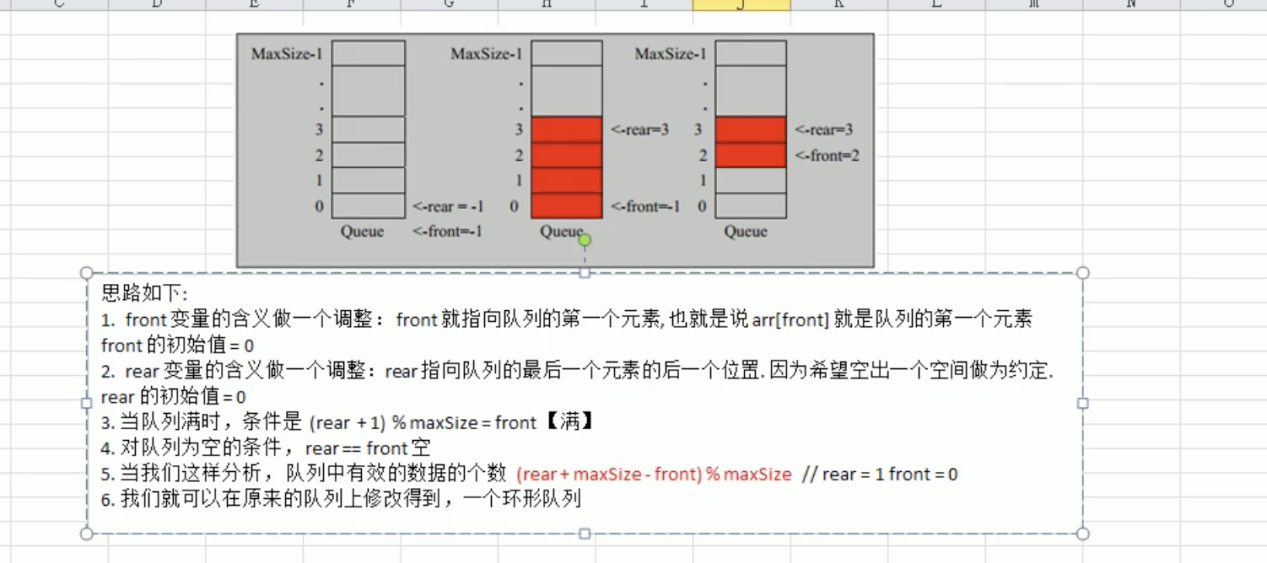 C D E F G H I J K L M N O
MaxSize-1 MaxSize-1 MaxSize-1
. . .
. . .
3 3 <-rear=3 3 <-rear=3
2 2 2 <-front=2
1 1 1
0 <-rear = -1 0 <-front=-1 0
Queue <-front=-1 Queue Queue
思路如下:
1. front 变量的含义做一个调整： front 就指向队列的第一个元素, 也就是说 arr[front] 就是队列的第一个元素
front 的初始值 = 0
2. rear 变量的含义做一个调整：rear 指向队列的最后一个元素的后一个位置. 因为希望空出一个空间做为约定.
rear 的初始值 = 0
3. 当队列满时，条件是 (rear + 1) % maxSize = front 【满】
4. 对队列为空的条件， rear == front 空
5. 当我们这样分析， 队列中有效的数据的个数 (rear + maxSize - front) % maxSize // rear = 1 front = 0
6. 我们就可以在原来的队列上修改得到，一个环形队列